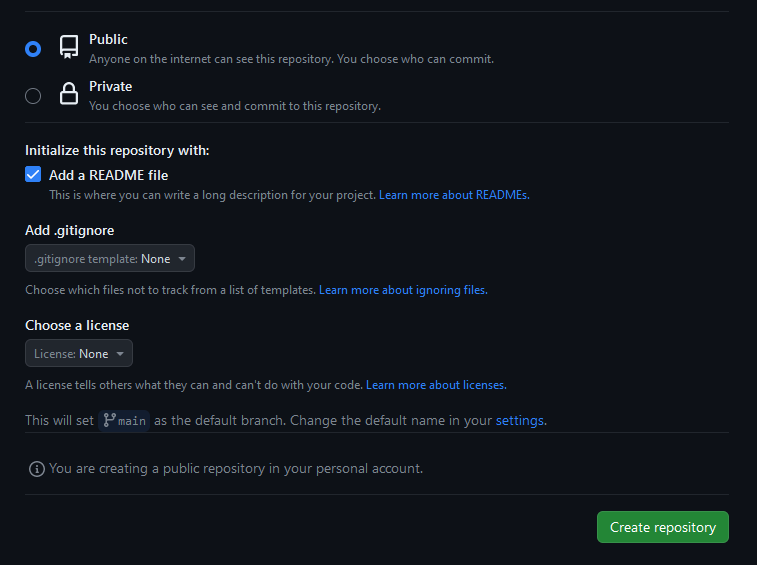 Public
Anyone on the internet can see this repository. You choose who can commit.
Private
You choose who can see and commit to this repository.
Initialize this repository with:
Add a README file
This is where you can write a long description for your project. Learn more about READMEs.
Add .gitignore
.gitignore template: None
Choose which files not to track from a list of templates. Learn more about ignoring files.
Choose a license
License: None
A license tells others what they can and can't do with your code. Learn more about licenses.
This will set main as the default branch. Change the default name in your settings.
You are creating a public repository in your personal account.
Create repository